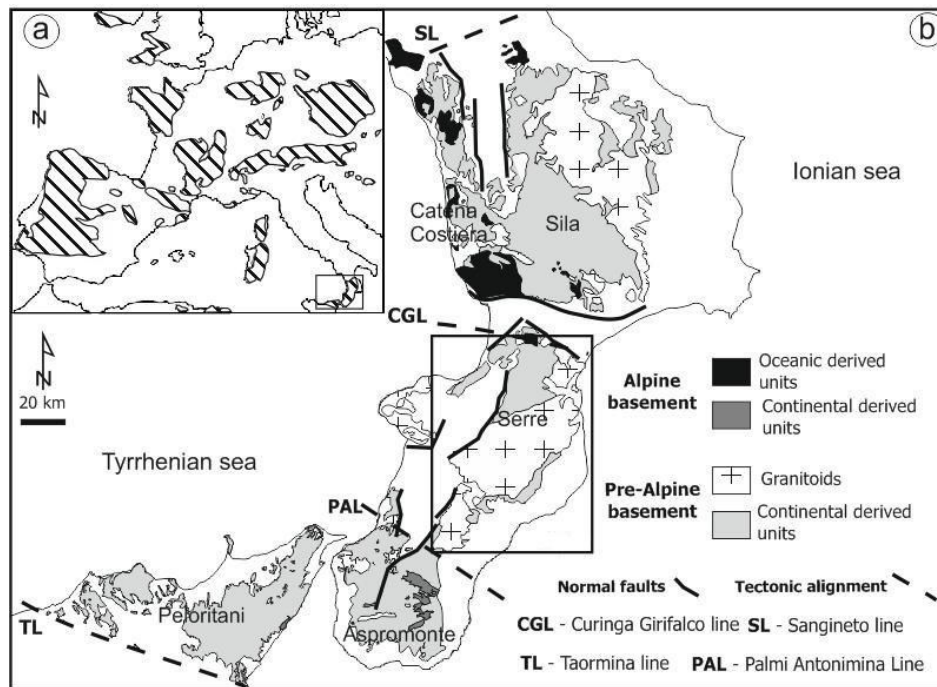 a
b
SL
N
Ionian sea
Catena
Costiera
Sila
CGL
N
20 km
Alpine
basement
Oceanic derived
units
Continental derived
units
Serre
Tyrrhenian sea
Pre-Alpine
basement
Granitoids
Continental derived
units
PAL
Normal faults
Tectonic alignment
Peloritani
TL
Aspromonte
CGL - Curinga Girifalco line
SL - Sangineto line
TL - Taormina line
PAL - Palmi Antonimina Line